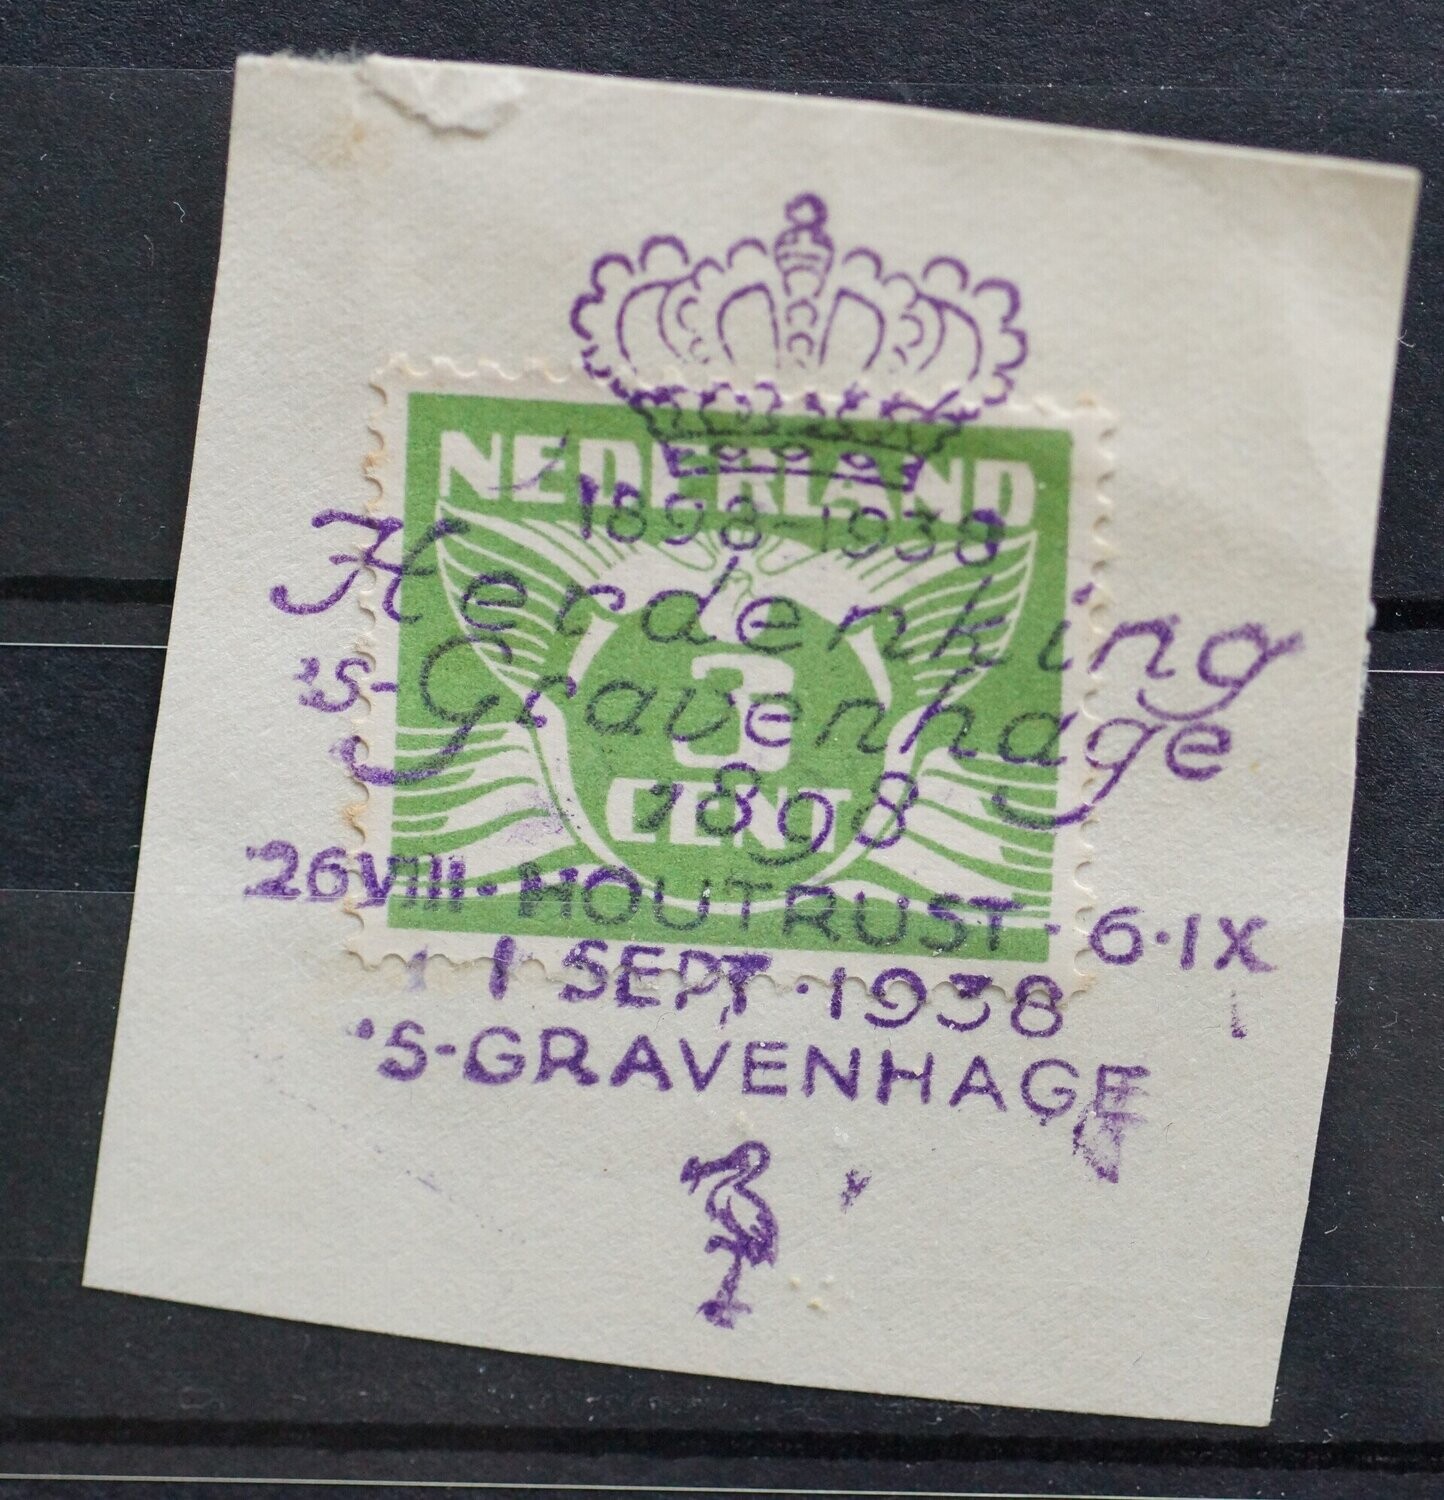 NEDERLAND
1898-1938
Herdenking
's-Gravenhage
3
1898
CENT
26 VIII · HOUTRUST · 6·IX
1 SEPT · 1938
'S-GRAVENHAGE